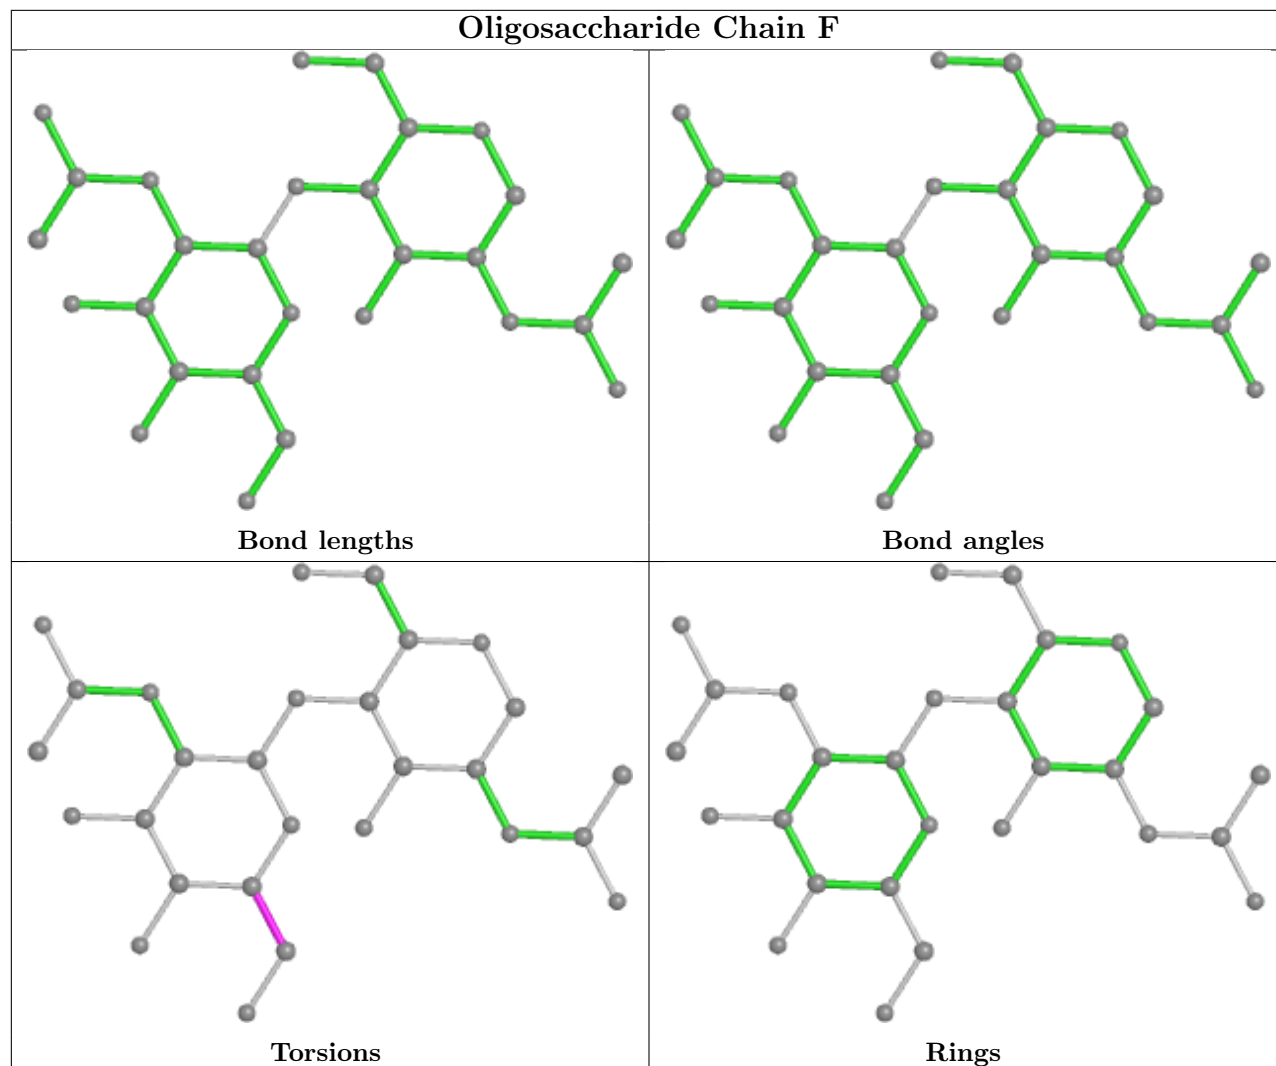 Oligosaccharide Chain F
Bond lengths
Bond angles
Torsions
Rings